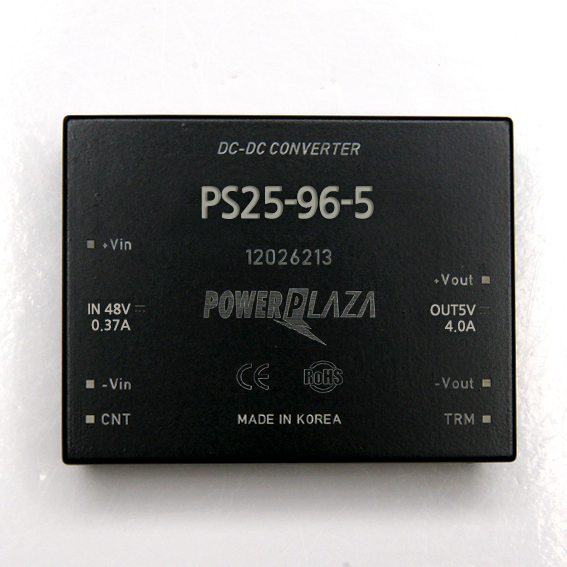 DC-DC CONVERTER
PS25-96-5
+Vin
12026213
+Vout
IN 48V
0.37A
POWERPLAZA
OUT5V
4.0A
-Vin
CE
RoHS
-Vout
CNT
MADE IN KOREA
TRM